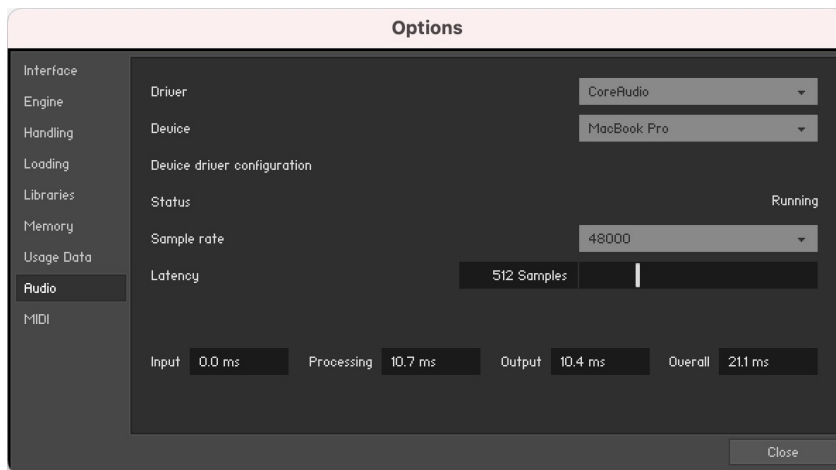 Options
Interface
Engine
Handling
Loading
Libraries
Memory
Usage Data
Audio
MIDI
Driver CoreAudio
Device MacBook Pro
Device driver configuration
Status Running
Sample rate 48000
Latency 512 Samples
Input 0.0 ms Processing 10.7 ms Output 10.4 ms Overall 21.1 ms
Close